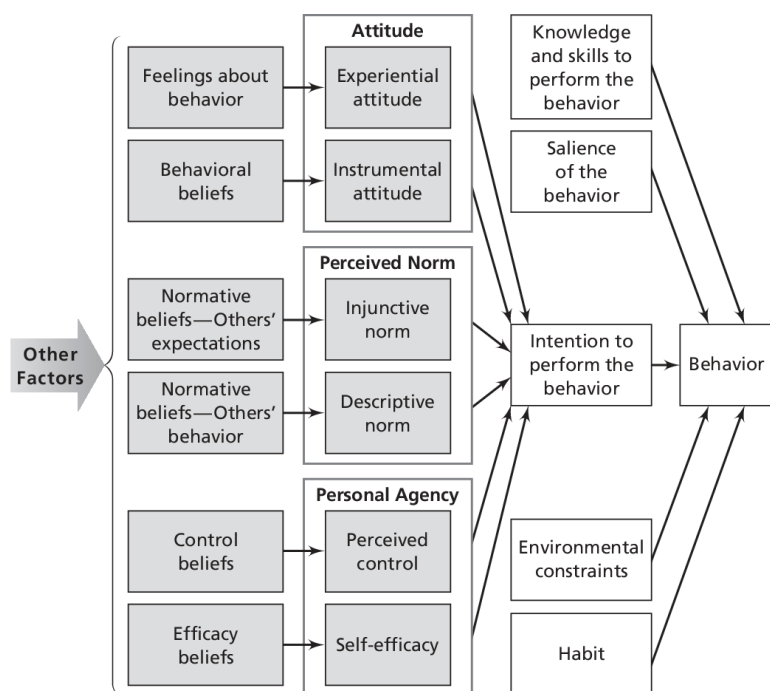 Other
Factors
Feelings about
behavior
Behavioral
beliefs
Normative
beliefs—Others’
expectations
Normative
beliefs—Others’
behavior
Control
beliefs
Efficacy
beliefs
Attitude
Experiential
attitude
Instrumental
attitude
Perceived Norm
Injunctive
norm
Descriptive
norm
Personal Agency
Perceived
control
Self-efficacy
Knowledge
and skills to
perform the
behavior
Salience
of the
behavior
Intention to
perform the
behavior
Environmental
constraints
Habit
Behavior